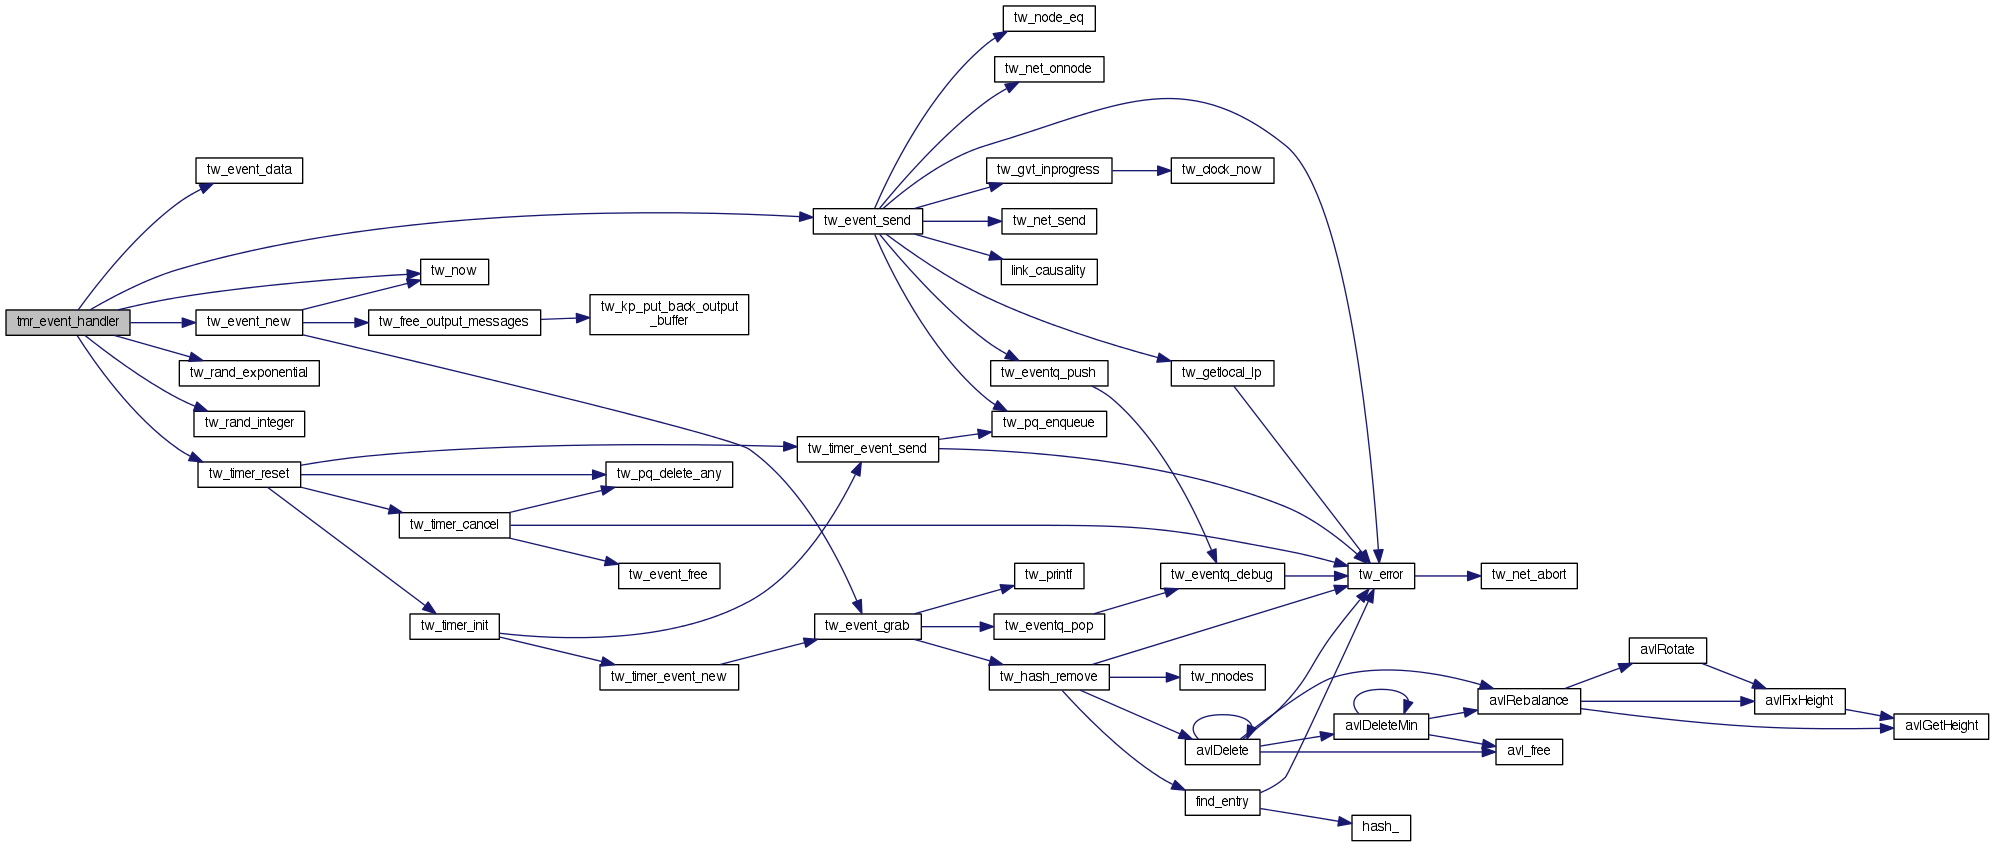 tw_node_eq
tw_net_onnode
tw_event_data
tw_gvt_inprogress
tw_clock_now
tw_event_send
tw_net_send
tw_now
link_causality
tmr_event_handler
tw_event_new
tw_free_output_messages
tw_kp_put_back_output
_buffer
tw_rand_exponential
tw_eventq_push
tw_getlocal_lp
tw_rand_integer
tw_pq_enqueue
tw_timer_event_send
tw_timer_reset
tw_pq_delete_any
tw_timer_cancel
tw_event_free
tw_printf
tw_eventq_debug
tw_error
tw_net_abort
tw_timer_init
tw_event_grab
tw_eventq_pop
avlRotate
tw_timer_event_new
tw_hash_remove
tw_nnodes
avlRebalance
avlFixHeight
avlDeleteMin
avlGetHeight
avlDelete
avl_free
find_entry
hash_